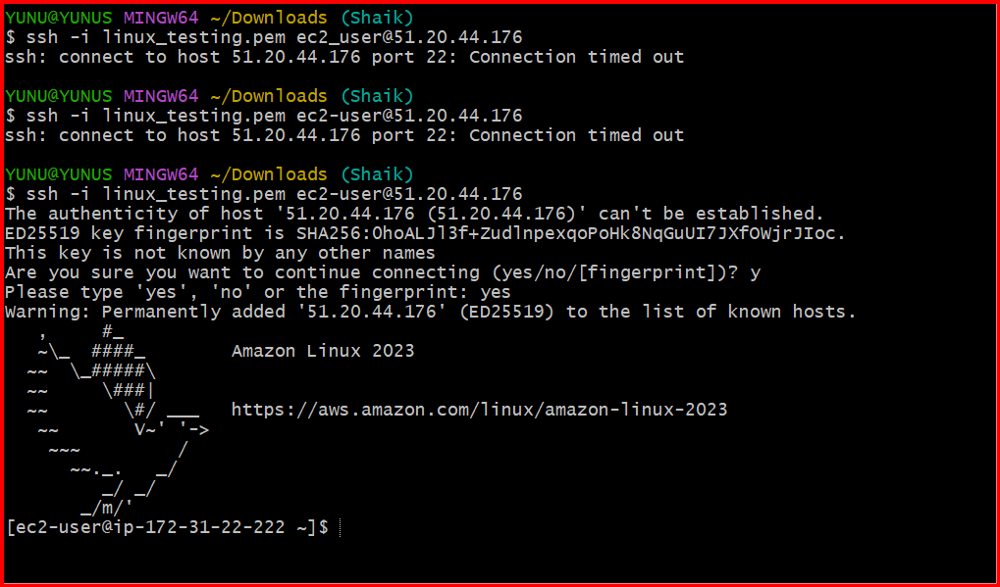 YUNU@YUNUS MINGW64 ~/Downloads (Shaik)
$ ssh -i linux_testing.pem ec2_user@51.20.44.176
ssh: connect to host 51.20.44.176 port 22: Connection timed out

YUNU@YUNUS MINGW64 ~/Downloads (Shaik)
$ ssh -i linux_testing.pem ec2-user@51.20.44.176
ssh: connect to host 51.20.44.176 port 22: Connection timed out

YUNU@YUNUS MINGW64 ~/Downloads (Shaik)
$ ssh -i linux_testing.pem ec2-user@51.20.44.176
The authenticity of host '51.20.44.176 (51.20.44.176)' can't be established.
ED25519 key fingerprint is SHA256:OhoALJl3f+ZudlnpexqoPoHk8NqGuUI7JXfOWjrJIoc.
This key is not known by any other names
Are you sure you want to continue connecting (yes/no/[fingerprint])? y
Please type 'yes', 'no' or the fingerprint: yes
Warning: Permanently added '51.20.44.176' (ED25519) to the list of known hosts.
   ,     #_
   ~\_  ####_        Amazon Linux 2023
  ~~  \_#####\
  ~~     \###|
  ~~       \#/ ___   https://aws.amazon.com/linux/amazon-linux-2023
   ~~       V~' '->
    ~~~         /
      ~~._.   _/
         _/ _/
       _/m/'
[ec2-user@ip-172-31-22-222 ~]$